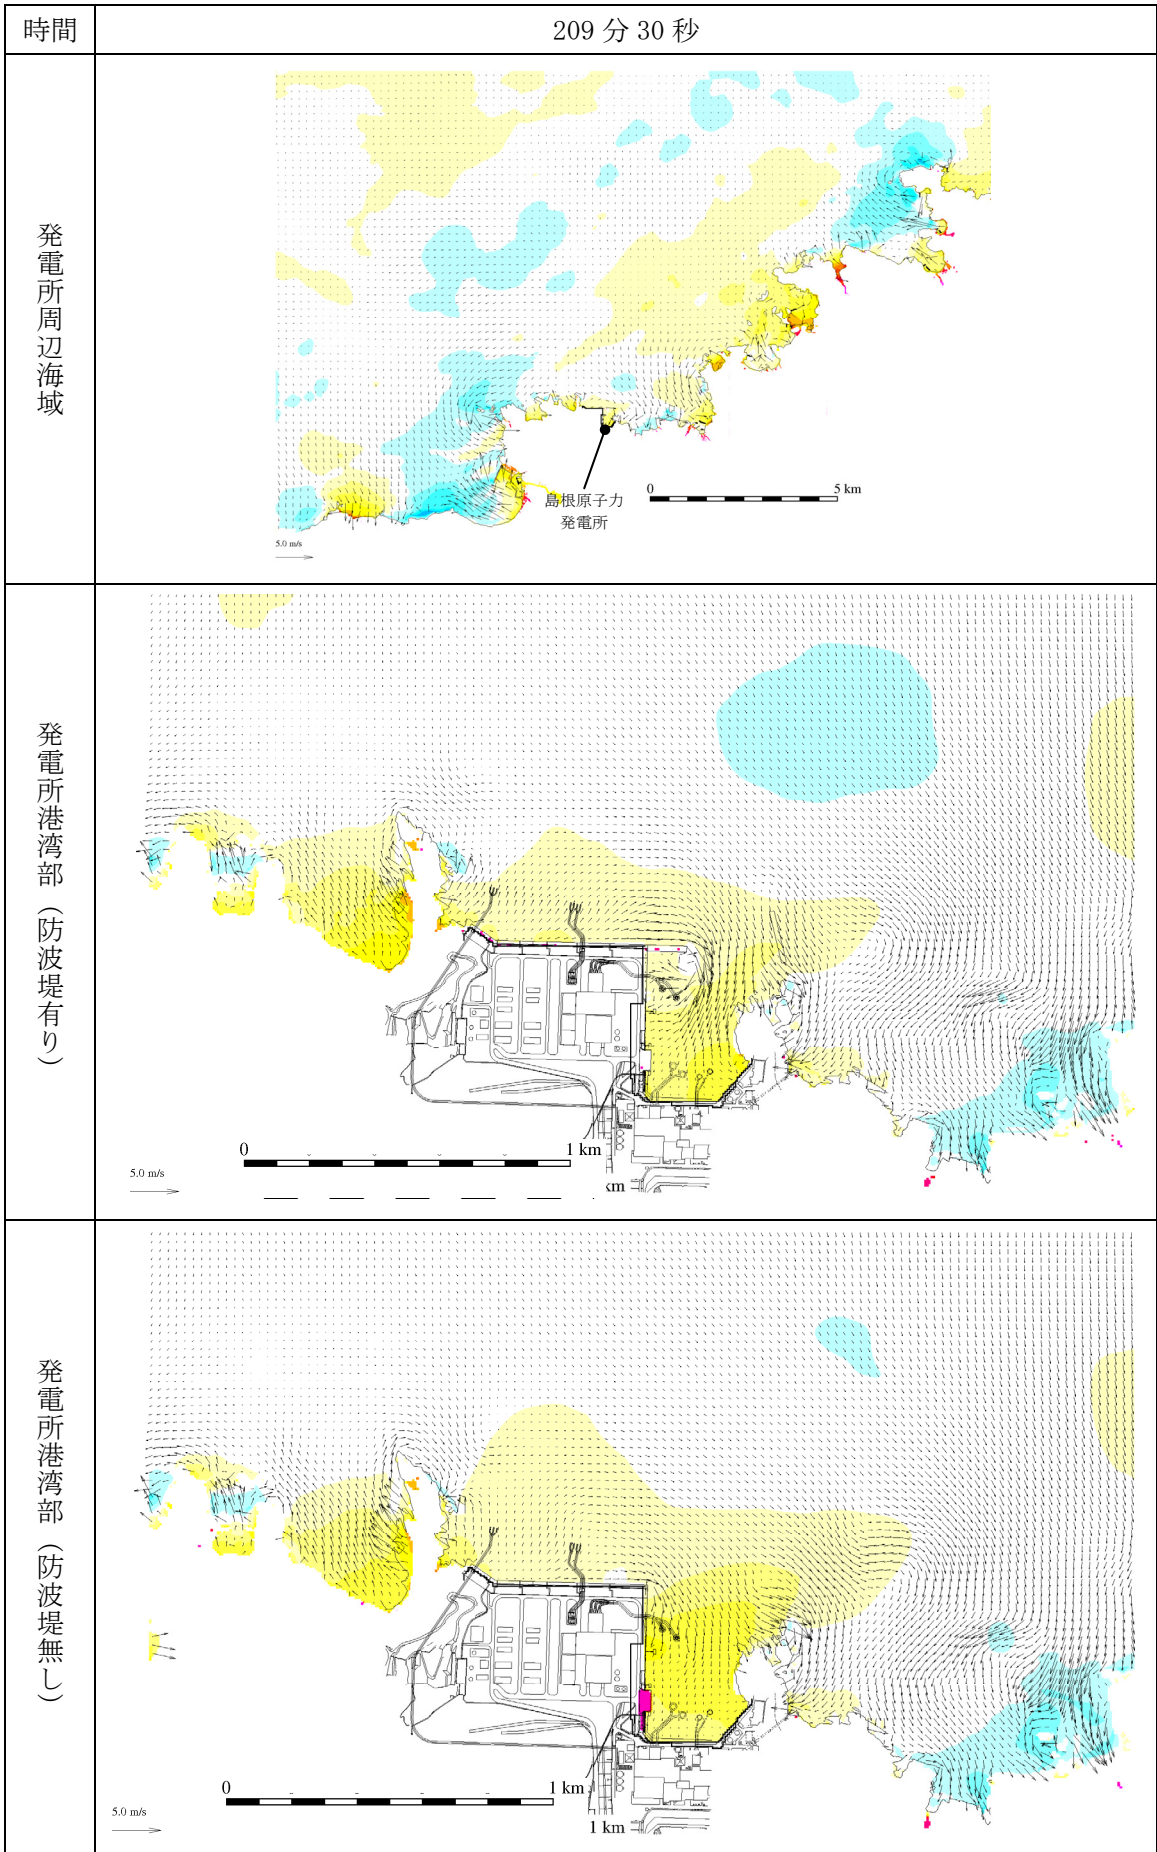 時間
209 分 30 秒
発電所周辺海域
島根原子力
発電所
0
5 km
5.0 m/s
発電所港湾部（防波堤有り）
0
1 km
km
5.0 m/s
発電所港湾部（防波堤無し）
0
1 km
1 km
5.0 m/s